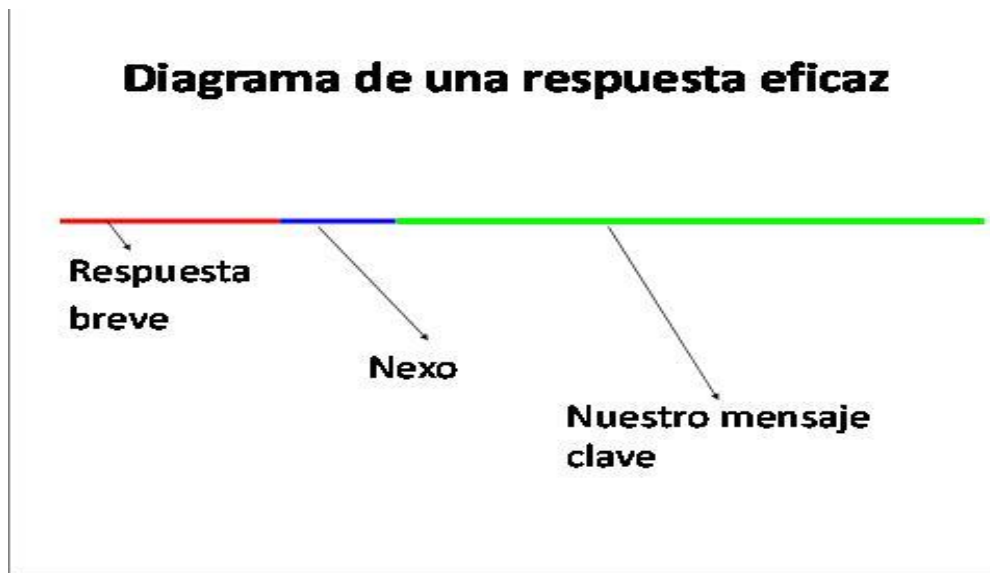 Diagrama de una respuesta eficaz
Respuesta
breve
Nexo
Nuestro mensaje
clave